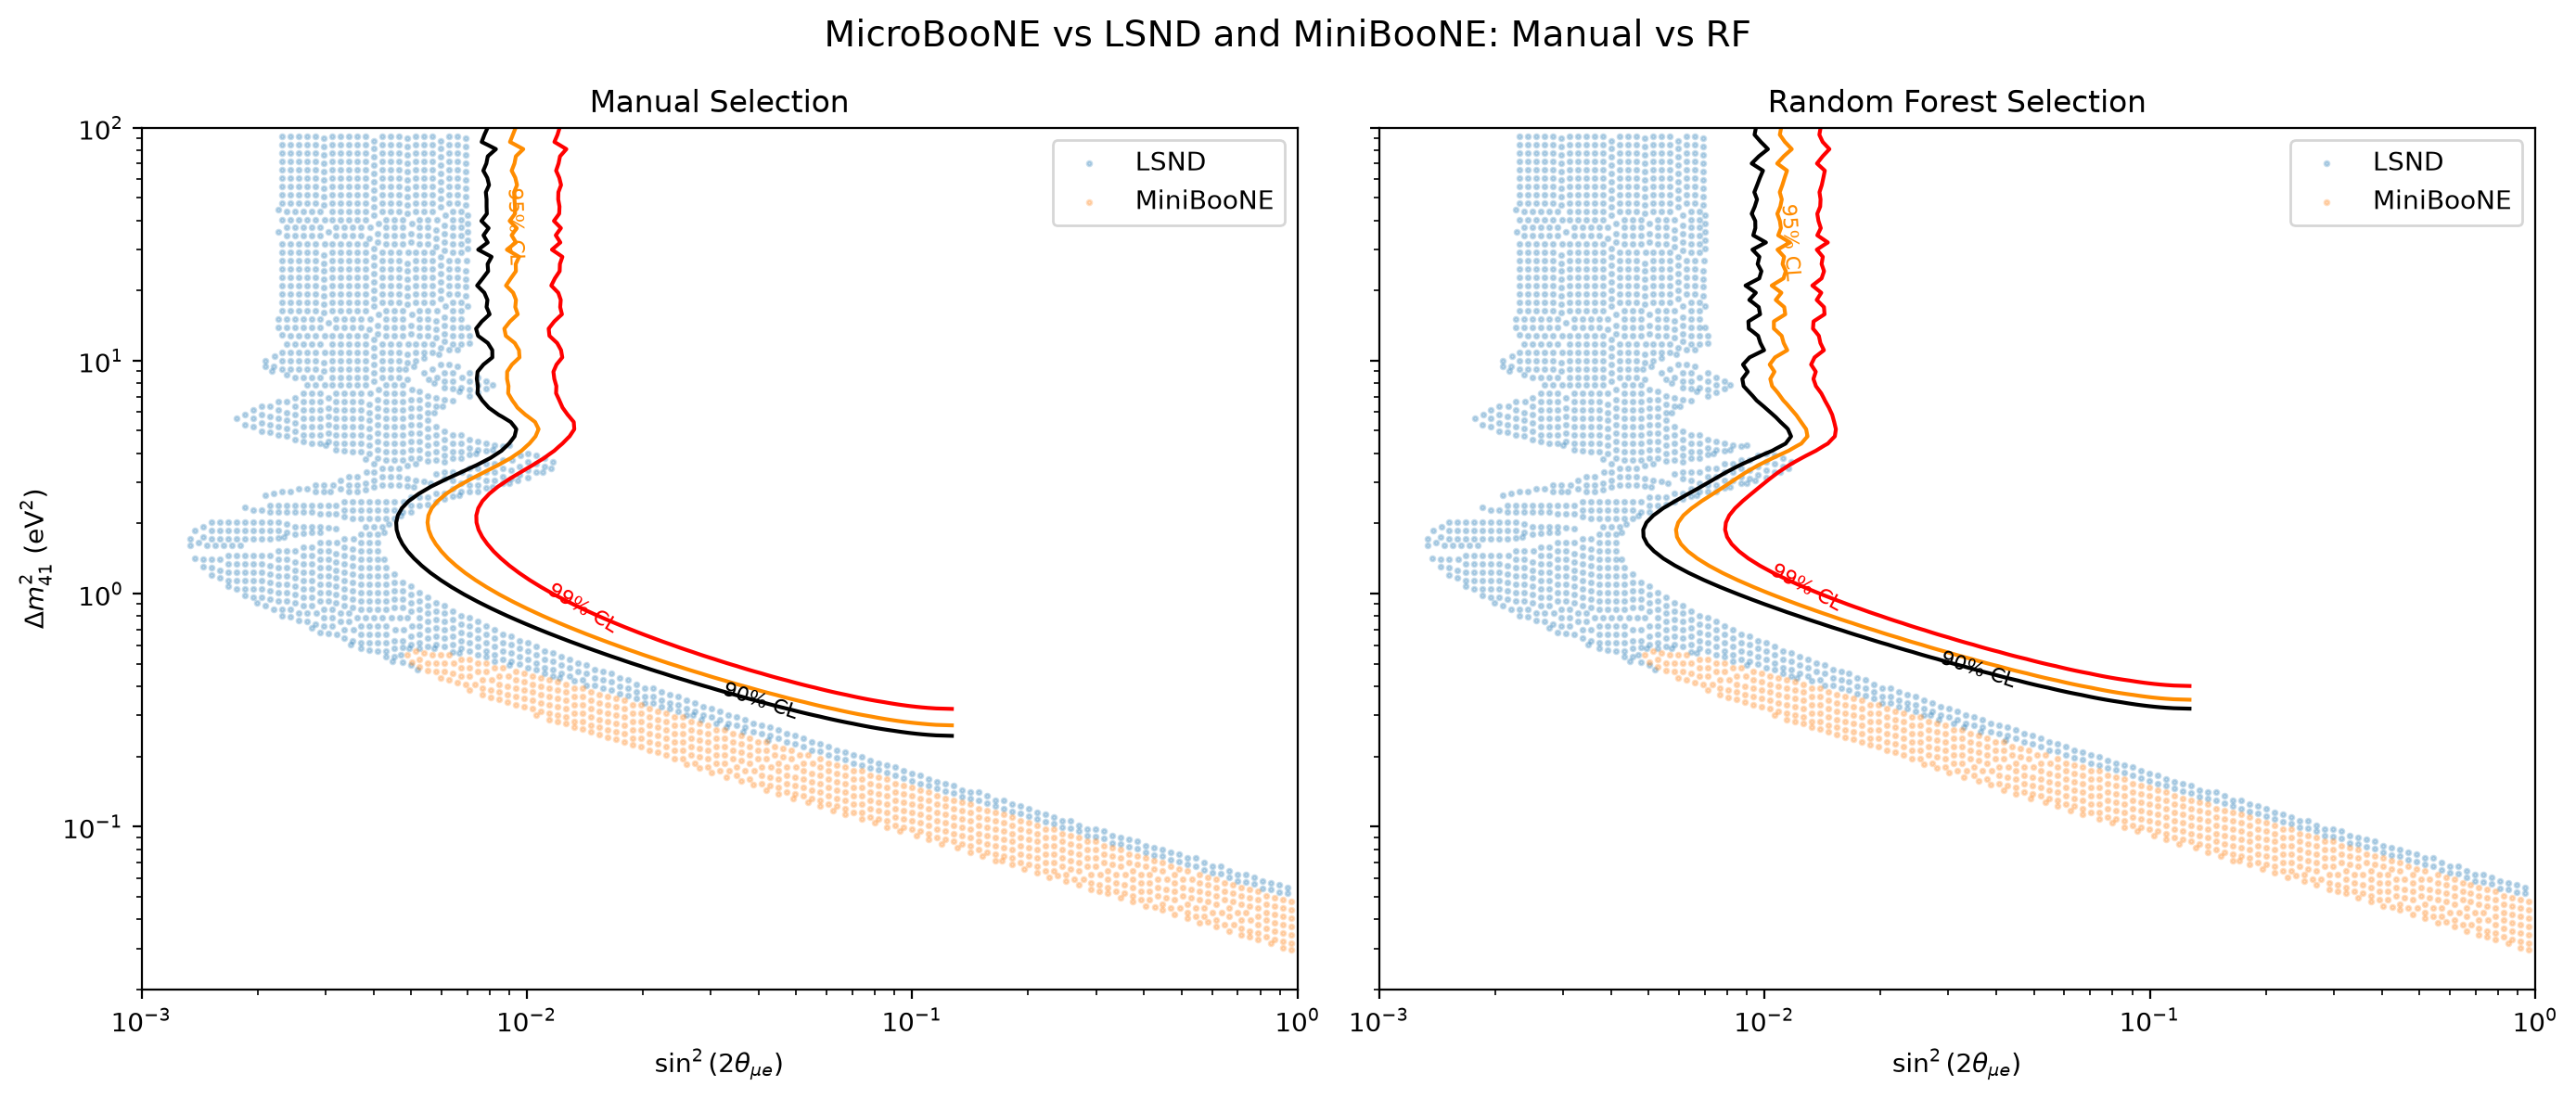 MicroBooNE vs LSND and MiniBooNE: Manual vs RF
Manual Selection
Δm²₄₁ (eV²)
10²
10¹
10⁰
10⁻¹
95% CL
99% CL
90% CL
LSND
MiniBooNE
10⁻³
10⁻²
10⁻¹
10⁰
sin² (2θ_μe)
Random Forest Selection
95% CL
99% CL
90% CL
LSND
MiniBooNE
10⁻³
10⁻²
10⁻¹
10⁰
sin² (2θ_μe)